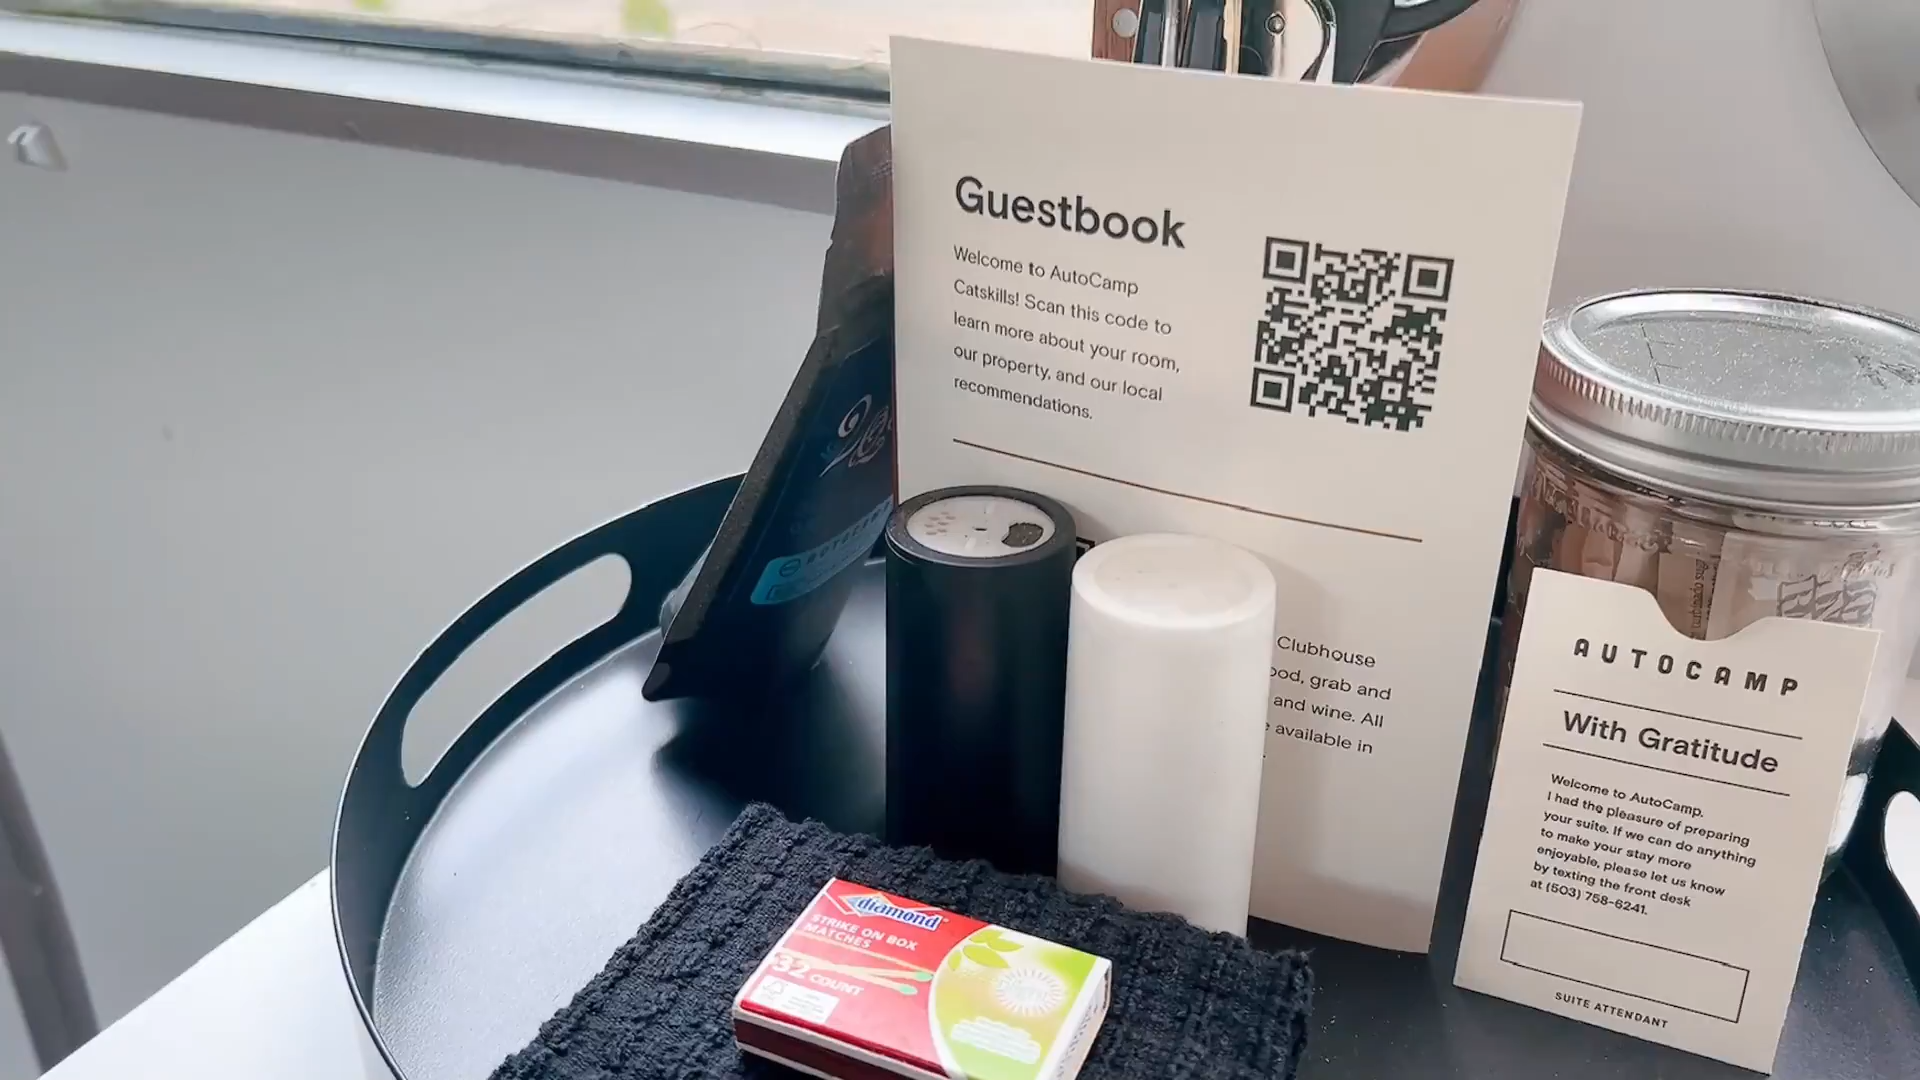 Guestbook
Welcome to AutoCamp
Catskills! Scan this code to
learn more about your room,
our property, and our local
recommendations.
Clubhouse
ood, grab and
and wine. All
available in
AUTOCAMP
With Gratitude
Welcome to AutoCamp.
I had the pleasure of preparing
your suite. If we can do anything
to make your stay more
enjoyable, please let us know
by texting the front desk
at (503) 758-6241.
SUITE ATTENDANT
AUTOCAMP
diamond
STRIKE ON BOX
MATCHES
32 COUNT